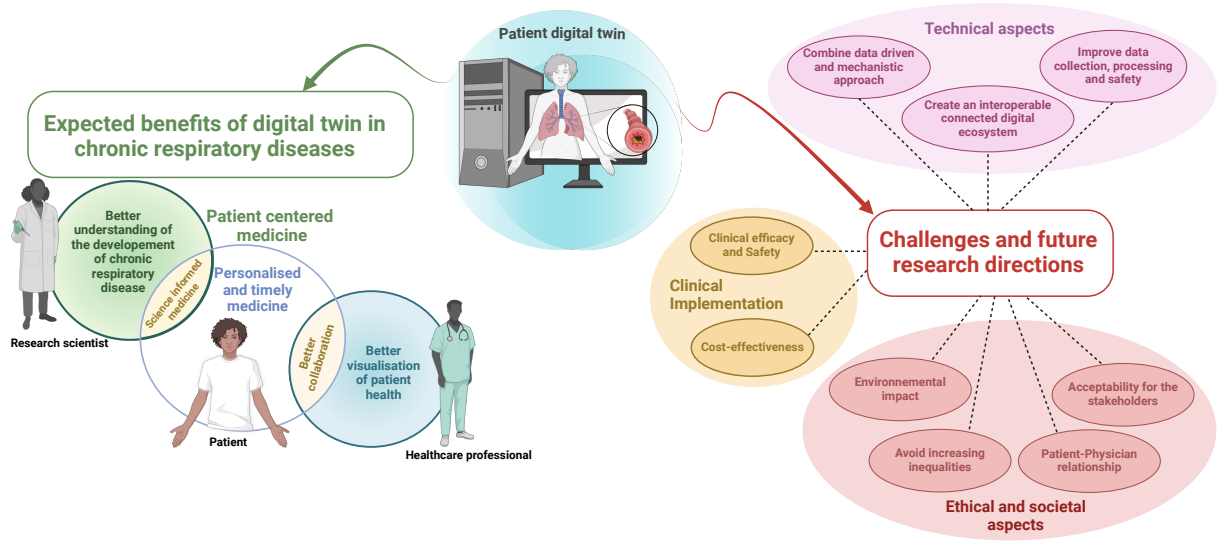 Patient digital twin
Expected benefits of digital twin in
chronic respiratory diseases
Better
understanding of
the developement
of chronic
respiratory
disease
Patient centered
medicine
Science informed
medicine
Personalised
and timely
medicine
Better
collaboration
Better
visualisation
of patient
health
Research scientist
Patient
Healthcare professional
Technical aspects
Combine data driven
and mechanistic
approach
Improve data
collection, processing
and safety
Create an interoperable
connected digital
ecosystem
Challenges and future
research directions
Clinical efficacy
and Safety
Clinical
Implementation
Cost-effectiveness
Environnemental
impact
Acceptability for the
stakeholders
Avoid increasing
inequalities
Patient-Physician
relationship
Ethical and societal
aspects